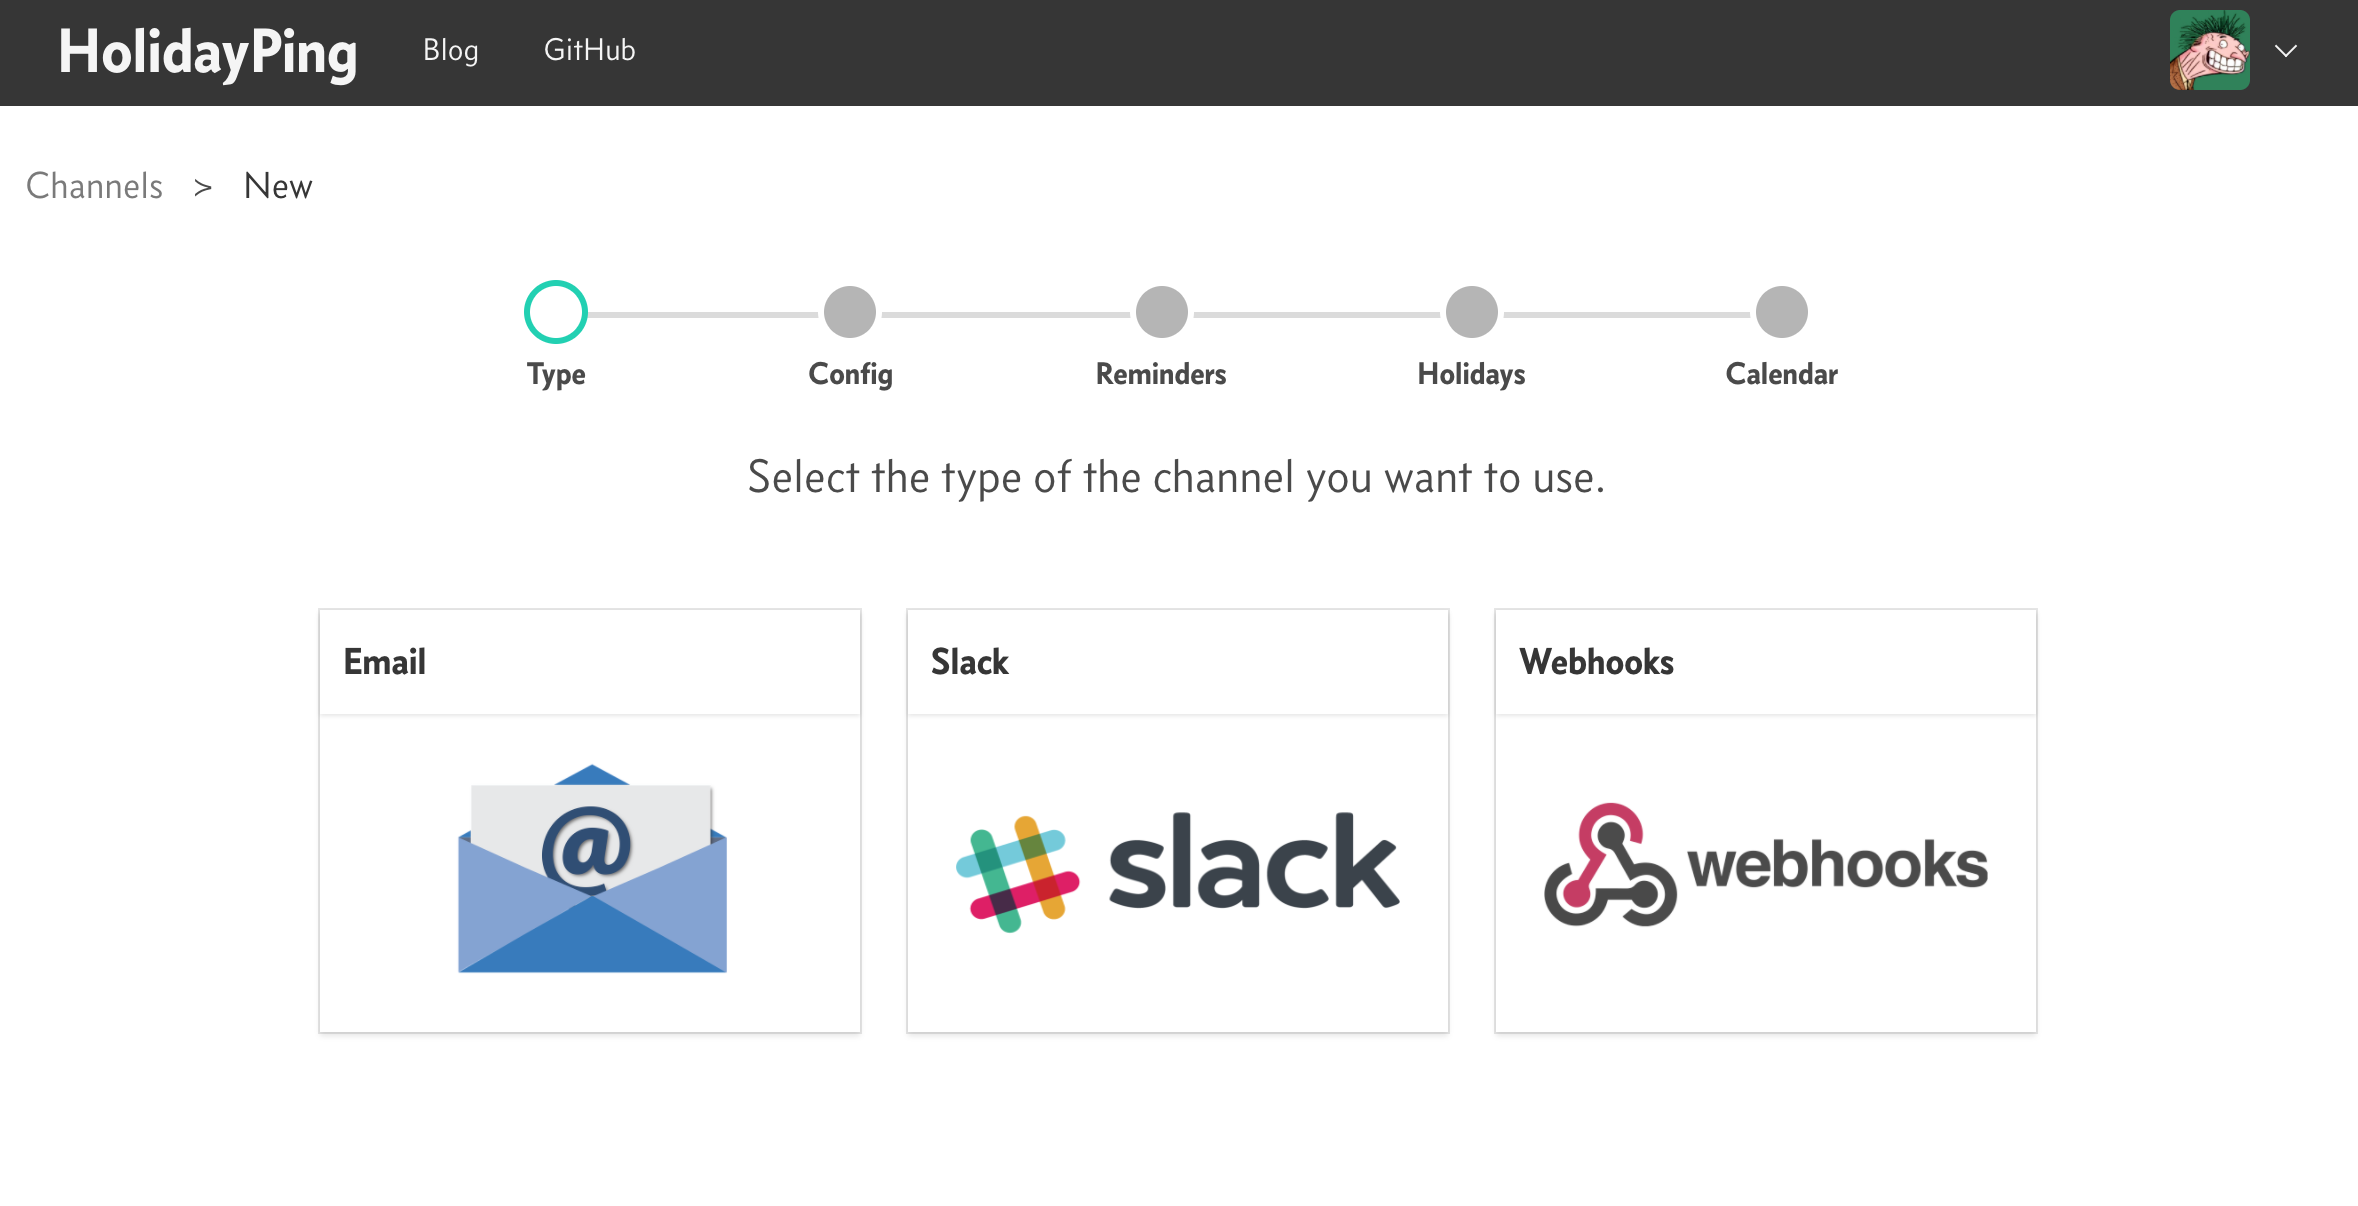 HolidayPing Blog GitHub
Channels > New
Type Config Reminders Holidays Calendar
Select the type of the channel you want to use.
Email Slack Webhooks
@
slack webhooks